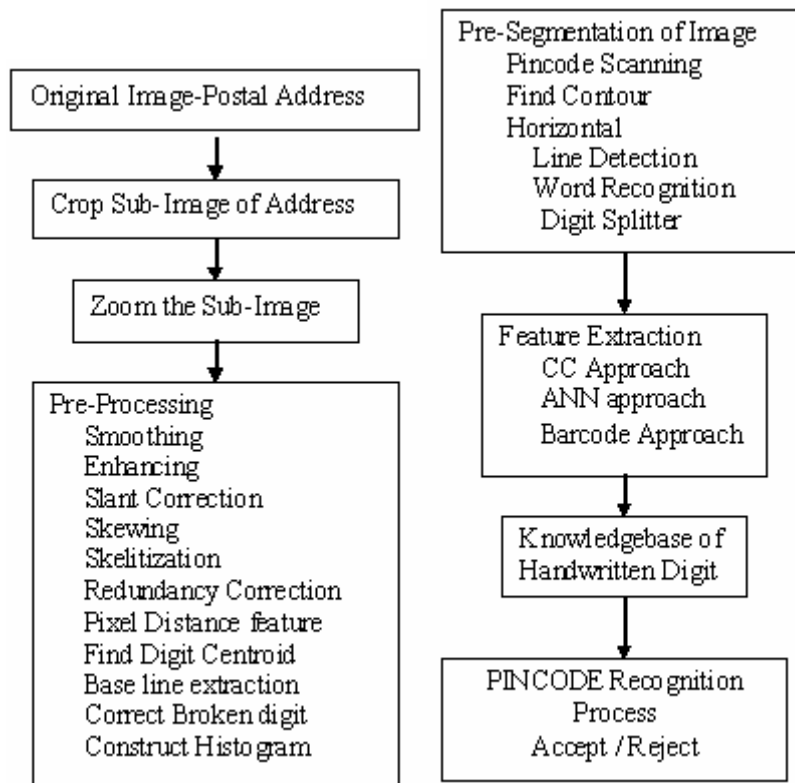 Original Image-Postal Address
Crop Sub-Image of Address
Zoom the Sub-Image
Pre-Processing
Smoothing
Enhancing
Slant Correction
Skewing
Skelitization
Redundancy Correction
Pixel Distance feature
Find Digit Centroid
Base line extraction
Correct Broken digit
Construct Histogram
Pre-Segmentation of Image
Pincode Scanning
Find Contour
Horizontal
Line Detection
Word Recognition
Digit Splitter
Feature Extraction
CC Approach
ANN approach
Barcode Approach
Knowledgebase of
Handwritten Digit
PINCODE Recognition
Process
Accept / Reject